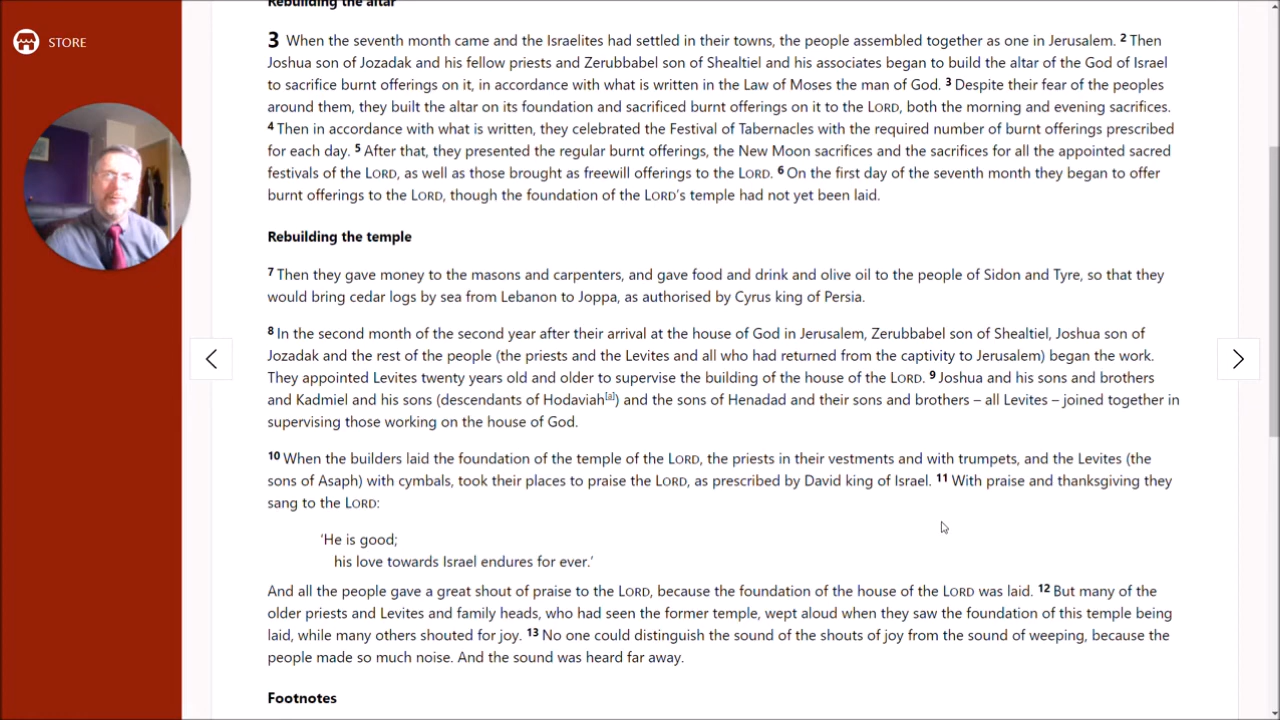 Rebuilding the altar
STORE
3 When the seventh month came and the Israelites had settled in their towns, the people assembled together as one in Jerusalem. 2 Then
Joshua son of Jozadak and his fellow priests and Zerubbabel son of Shealtiel and his associates began to build the altar of the God of Israel
to sacrifice burnt offerings on it, in accordance with what is written in the Law of Moses the man of God. 3 Despite their fear of the peoples
around them, they built the altar on its foundation and sacrificed burnt offerings on it to the LORD, both the morning and evening sacrifices.
4 Then in accordance with what is written, they celebrated the Festival of Tabernacles with the required number of burnt offerings prescribed
for each day. 5 After that, they presented the regular burnt offerings, the New Moon sacrifices and the sacrifices for all the appointed sacred
festivals of the LORD, as well as those brought as freewill offerings to the LORD. 6 On the first day of the seventh month they began to offer
burnt offerings to the LORD, though the foundation of the LORD's temple had not yet been laid.
Rebuilding the temple
7 Then they gave money to the masons and carpenters, and gave food and drink and olive oil to the people of Sidon and Tyre, so that they
would bring cedar logs by sea from Lebanon to Joppa, as authorised by Cyrus king of Persia.
8 In the second month of the second year after their arrival at the house of God in Jerusalem, Zerubbabel son of Shealtiel, Joshua son of
Jozadak and the rest of the people (the priests and the Levites and all who had returned from the captivity to Jerusalem) began the work.
They appointed Levites twenty years old and older to supervise the building of the house of the LORD. 9 Joshua and his sons and brothers
and Kadmiel and his sons (descendants of Hodaviah[a]) and the sons of Henadad and their sons and brothers – all Levites – joined together in
supervising those working on the house of God.
10 When the builders laid the foundation of the temple of the LORD, the priests in their vestments and with trumpets, and the Levites (the
sons of Asaph) with cymbals, took their places to praise the LORD, as prescribed by David king of Israel. 11 With praise and thanksgiving they
sang to the LORD:
'He is good;
his love towards Israel endures for ever.'
And all the people gave a great shout of praise to the LORD, because the foundation of the house of the LORD was laid. 12 But many of the
older priests and Levites and family heads, who had seen the former temple, wept aloud when they saw the foundation of this temple being
laid, while many others shouted for joy. 13 No one could distinguish the sound of the shouts of joy from the sound of weeping, because the
people made so much noise. And the sound was heard far away.
Footnotes